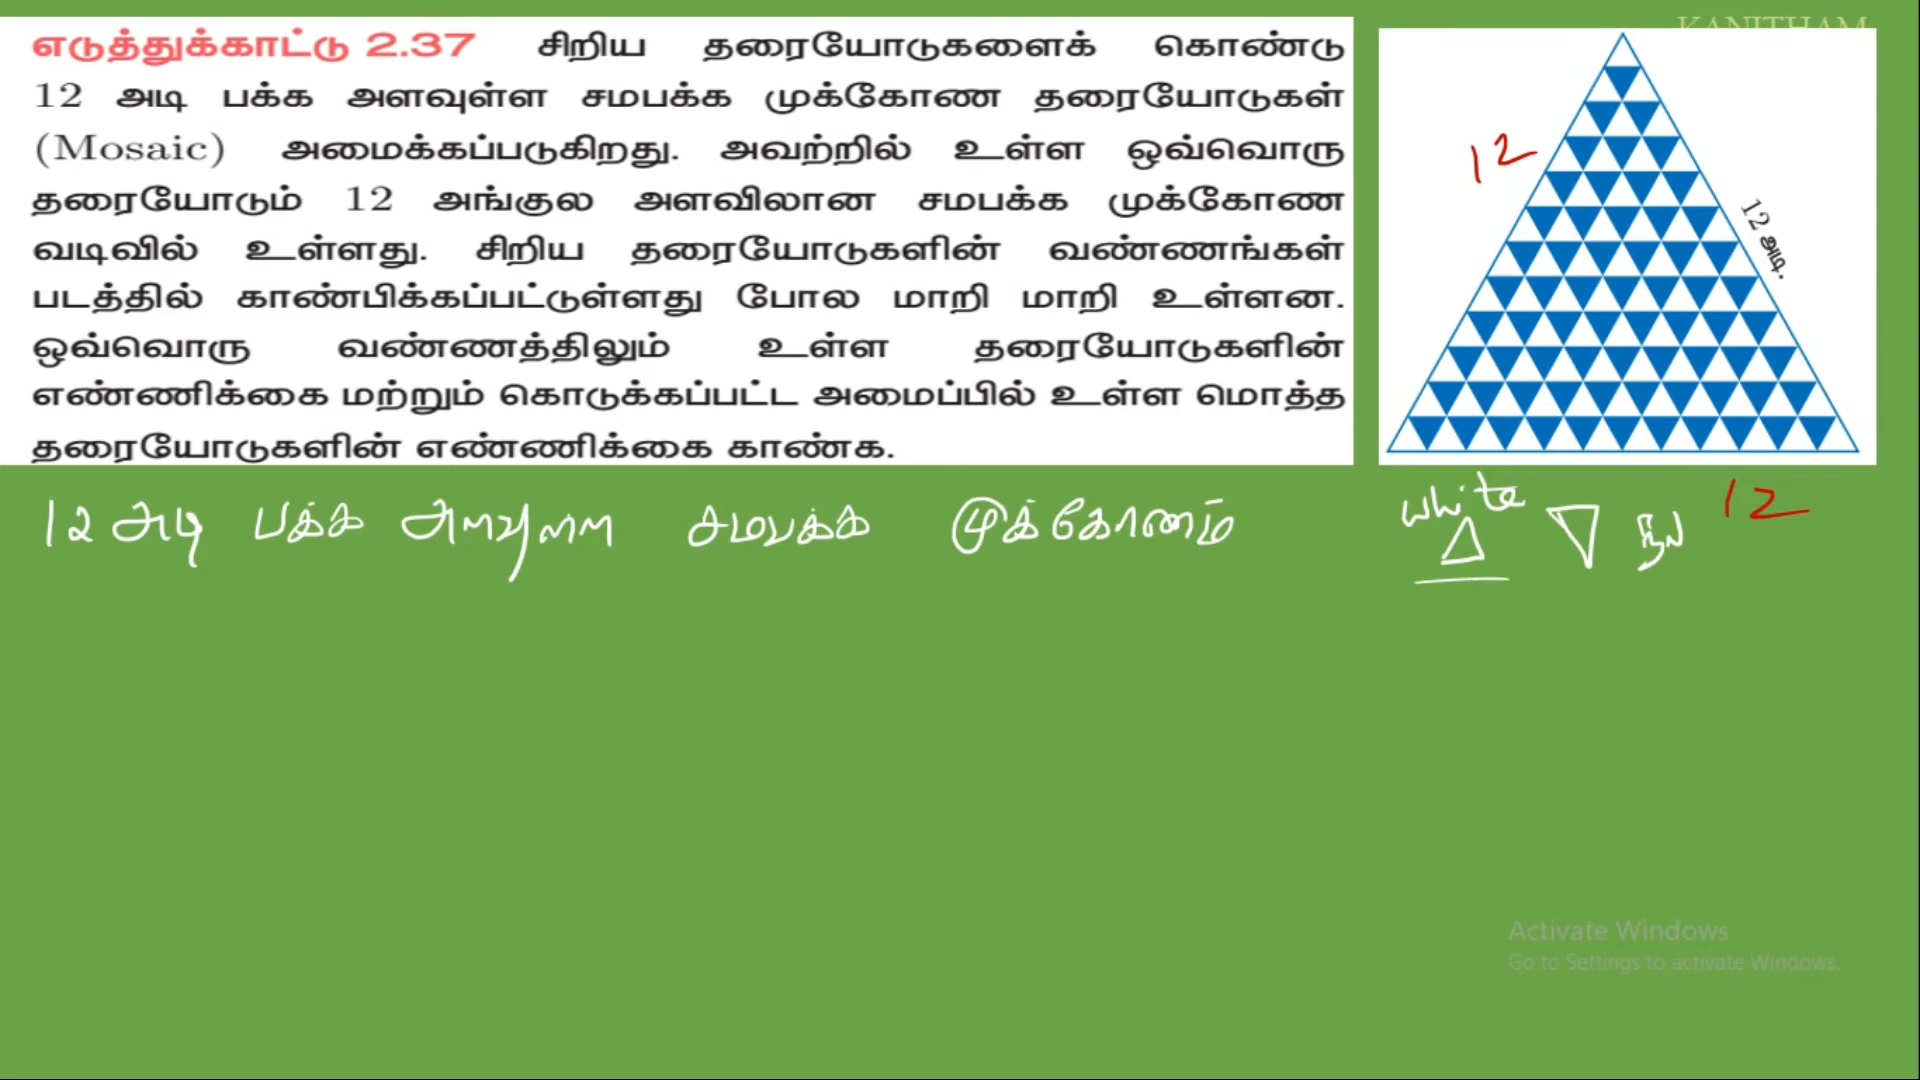 KANITHAM
எடுத்துக்காட்டு 2.37 சிறிய தரையோடுகளைக் கொண்டு
12 அடி பக்க அளவுள்ள சமபக்க முக்கோண தரையோடுகள்
(Mosaic) அமைக்கப்படுகிறது. அவற்றில் உள்ள ஒவ்வொரு
தரையோடும் 12 அங்குல அளவிலான சமபக்க முக்கோண
வடிவில் உள்ளது. சிறிய தரையோடுகளின் வண்ணங்கள்
படத்தில் காண்பிக்கப்பட்டுள்ளது போல மாறி மாறி உள்ளன.
ஒவ்வொரு வண்ணத்திலும் உள்ள தரையோடுகளின்
எண்ணிக்கை மற்றும் கொடுக்கப்பட்ட அமைப்பில் உள்ள மொத்த
தரையோடுகளின் எண்ணிக்கை காண்க.
12
12 அடி.
12 அடி பக்க அளவுள்ள சமபக்க முக்கோணம்
white
நீல
12
Activate Windows
Go to Settings to activate Windows.